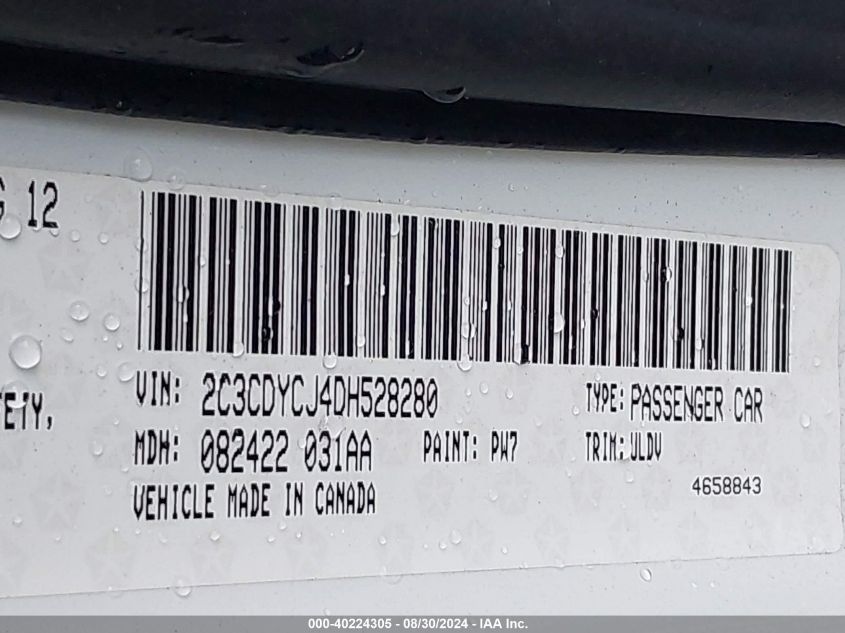 12
VIN: 2C3CDYCJ4DH528280 TYPE: PASSENGER CAR
MDH: 082422 031AA PAINT: PW7 TRIM: ULDV
VEHICLE MADE IN CANADA
4658843
000-40224305 - 08/30/2024 - IAA Inc.